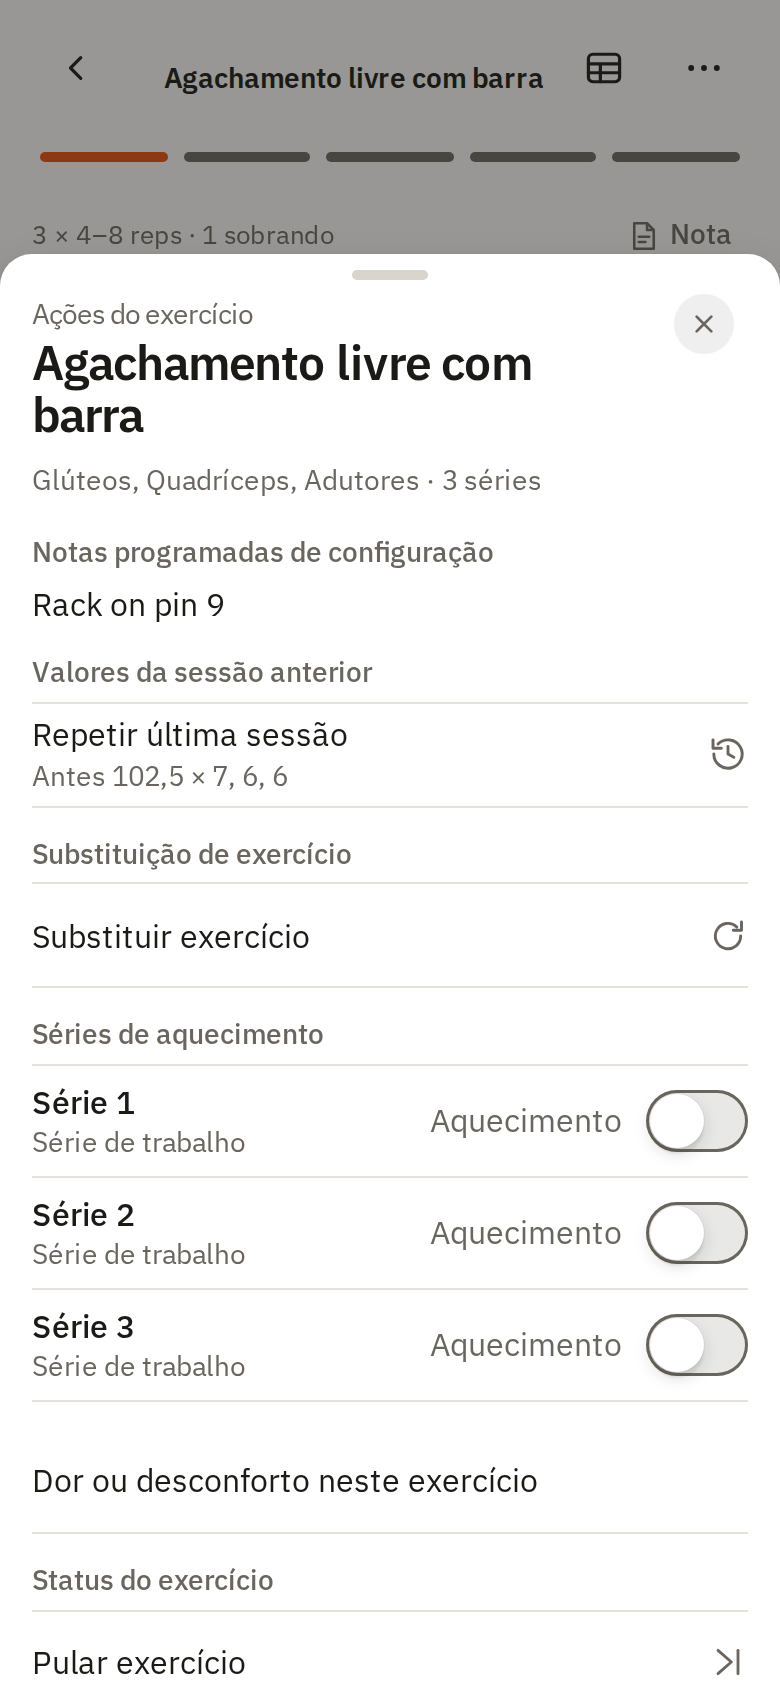 Agachamento livre com barra
3 × 4–8 reps · 1 sobrando
Nota
Ações do exercício
Agachamento livre com
barra
Glúteos, Quadríceps, Adutores · 3 séries
Notas programadas de configuração
Rack on pin 9
Valores da sessão anterior
Repetir última sessão
Antes 102,5 × 7, 6, 6
Substituição de exercício
Substituir exercício
Séries de aquecimento
Série 1
Série de trabalho
Aquecimento
Série 2
Série de trabalho
Aquecimento
Série 3
Série de trabalho
Aquecimento
Dor ou desconforto neste exercício
Status do exercício
Pular exercício